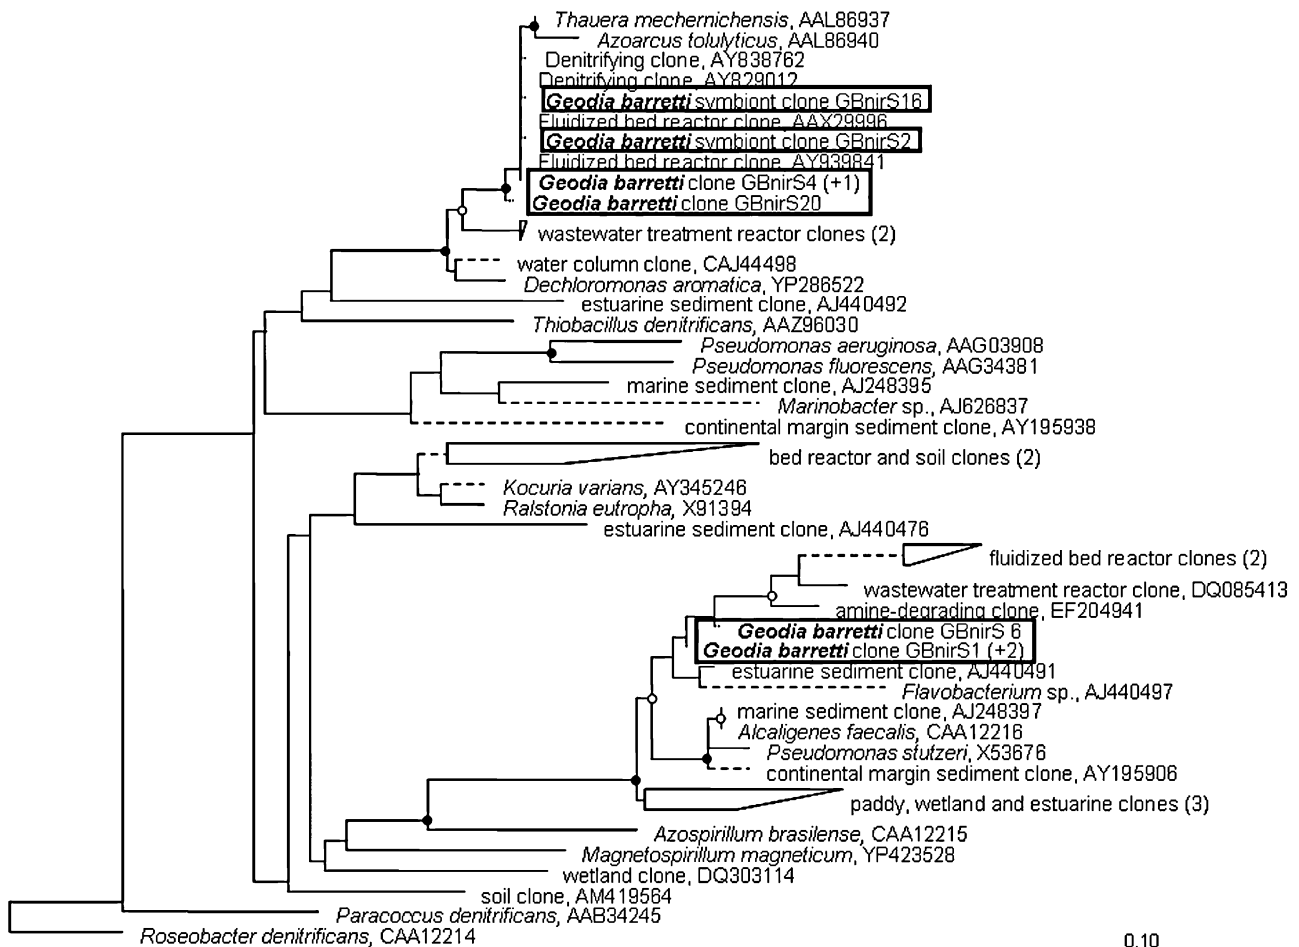 Thauera mechernichensis, AAL86937
Azoarcus tolulyticus, AAL86940
Denitrifying clone, AY838762
Denitrifying clone, AY829012
Geodia barretti symbiont clone GBnirS16
Fluidized bed reactor clone, AAX29996
Geodia barretti symbiont clone GBnirS2
Fluidized bed reactor clone, AY939841
Geodia barretti clone GBnirS4 (+1)
Geodia barretti clone GBnirS20
wastewater treatment reactor clones (2)
water column clone, CAJ44498
Dechloromonas aromatica, YP286522
estuarine sediment clone, AJ440492
Thiobacillus denitrificans, AAZ96030
Pseudomonas aeruginosa, AAG03908
Pseudomonas fluorescens, AAG34381
marine sediment clone, AJ248395
Marinobacter sp., AJ626837
continental margin sediment clone, AY195938
bed reactor and soil clones (2)
Kocuria varians, AY345246
Ralstonia eutropha, X91394
estuarine sediment clone, AJ440476
fluidized bed reactor clones (2)
wastewater treatment reactor clone, DQ085413
amine-degrading clone, EF204941
Geodia barretti clone GBnirS 6
Geodia barretti clone GBnirS1 (+2)
estuarine sediment clone, AJ440491
Flavobacterium sp., AJ440497
marine sediment clone, AJ248397
Alcaligenes faecalis, CAA12216
Pseudomonas stutzeri, X53676
continental margin sediment clone, AY195906
paddy, wetland and estuarine clones (3)
Azospirillum brasilense, CAA12215
Magnetospirillum magneticum, YP423528
wetland clone, DQ303114
soil clone, AM419564
Paracoccus denitrificans, AAB34245
Roseobacter denitrificans, CAA12214
0.10